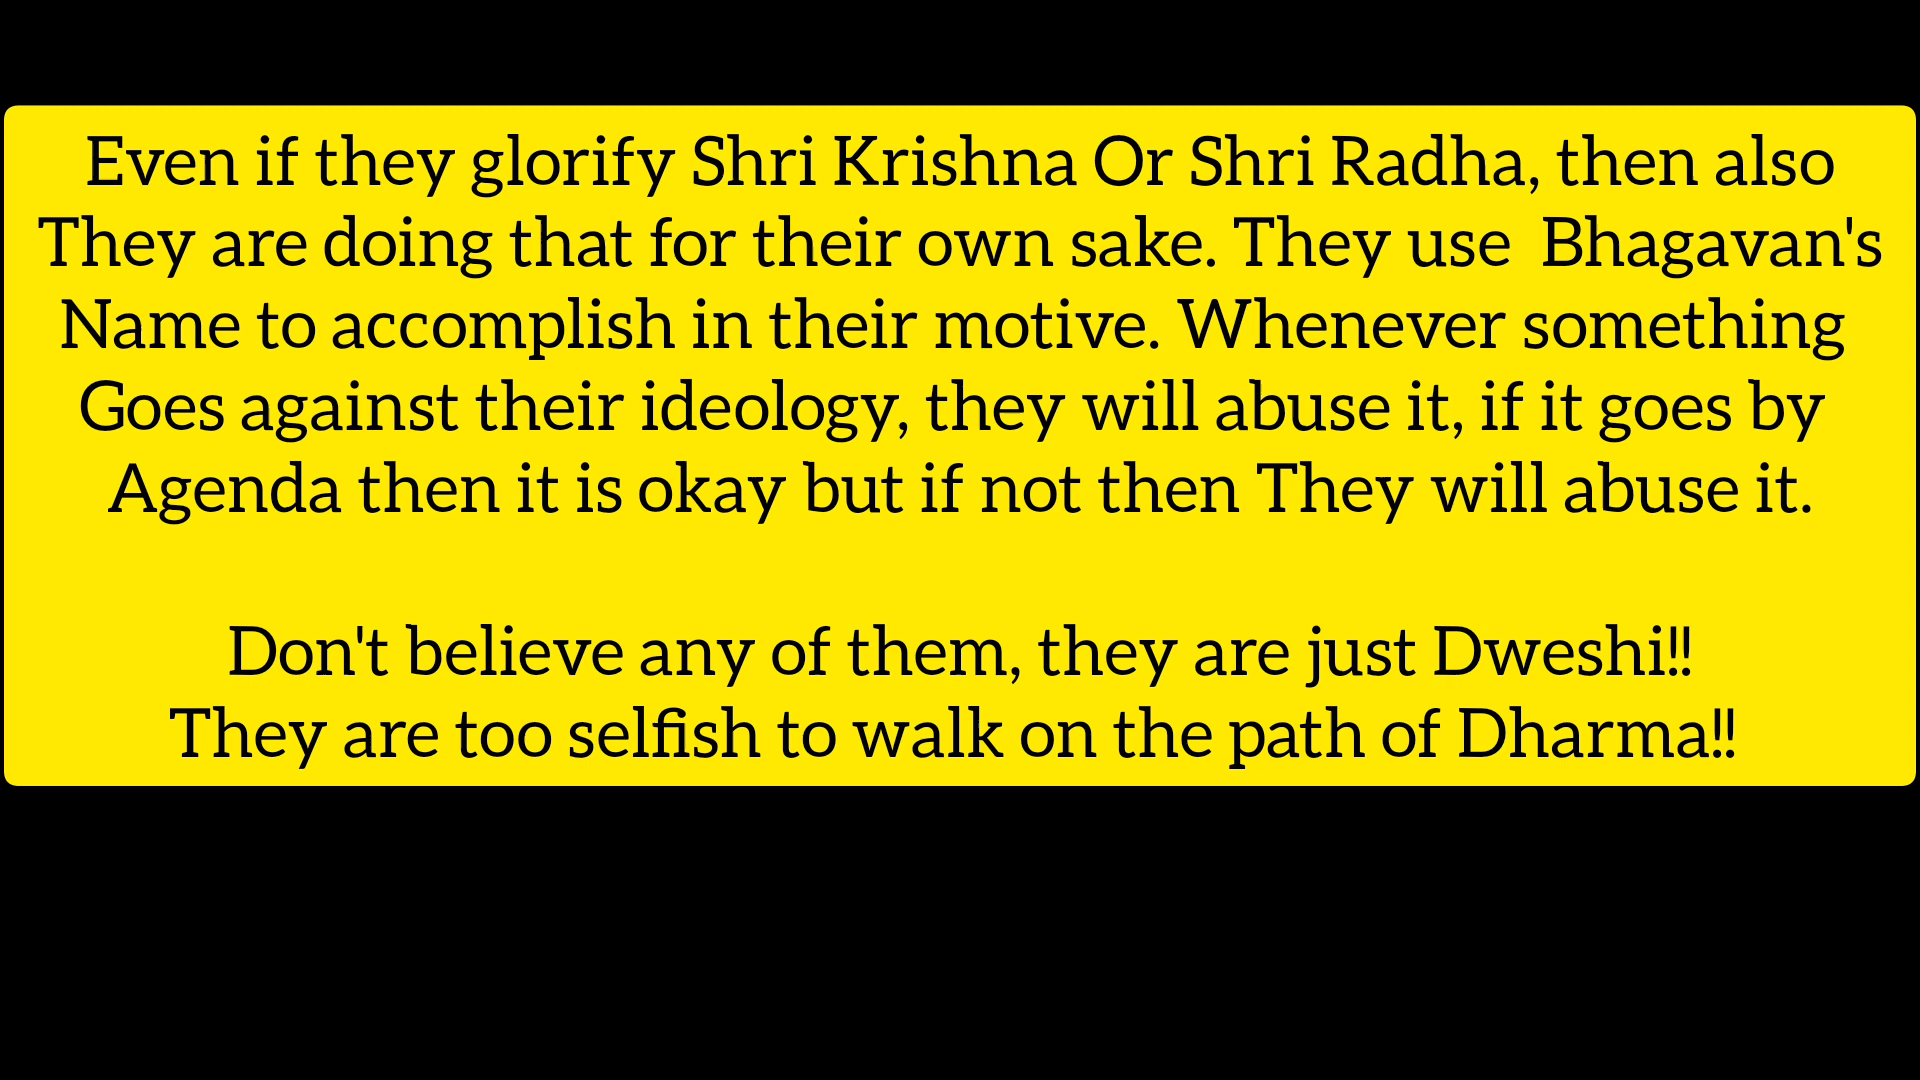 Even if they glorify Shri Krishna Or Shri Radha, then also
They are doing that for their own sake. They use Bhagavan's
Name to accomplish in their motive. Whenever something
Goes against their ideology, they will abuse it, if it goes by
Agenda then it is okay but if not then They will abuse it.
Don't believe any of them, they are just Dweshi!!
They are too selfish to walk on the path of Dharma!!